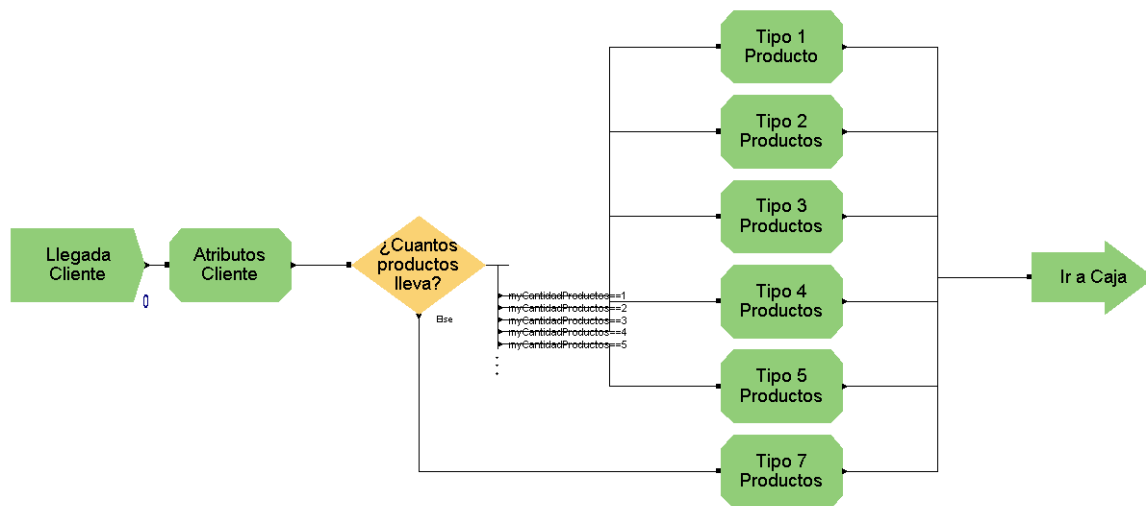 Tipo 1
Producto
Tipo 2
Productos
Tipo 3
Productos
Llegada
Cliente
Atributos
Cliente
¿Cuantos
productos
lleva?
Ir a Caja
Tipo 4
Productos
0
Else
myCantidadProductos==1
myCantidadProductos==2
myCantidadProductos==3
myCantidadProductos==4
myCantidadProductos==5
Tipo 5
Productos
Tipo 7
Productos